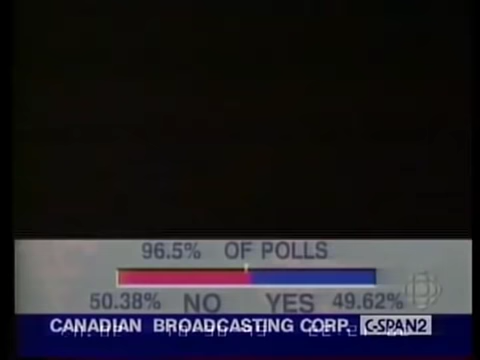 96.5% OF POLLS
50.38% NO YES 49.62%
CANADIAN BROADCASTING CORP. C-SPAN2